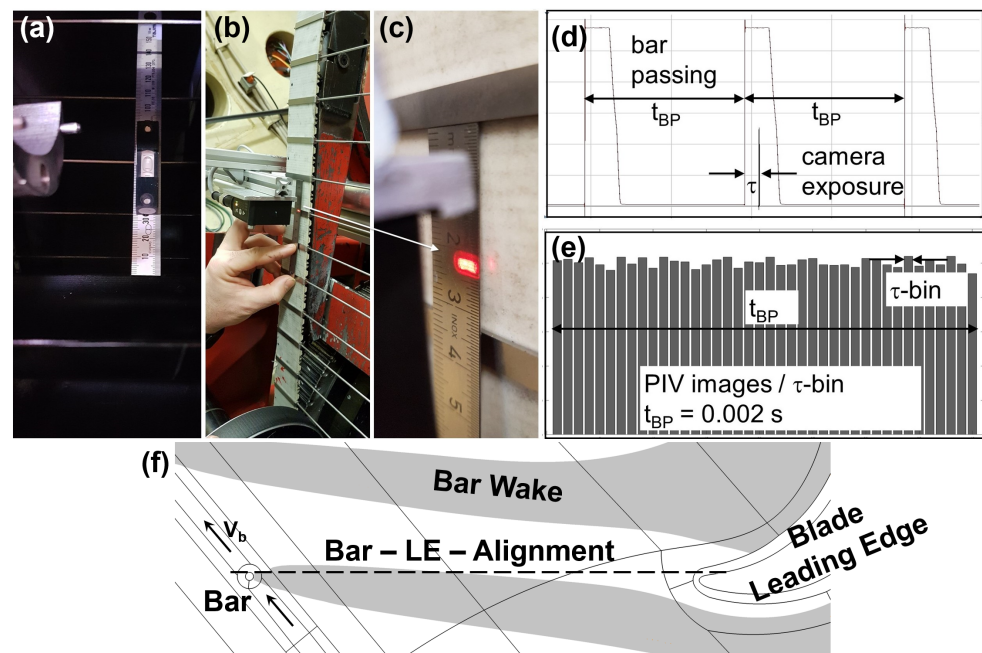 (a)
(b)
(c)
2
3
INOX
4
5
(d)
bar
passing
t_BP
t_BP
τ
camera
exposure
(e)
τ-bin
t_BP
PIV images / τ-bin
t_BP = 0.002 s
(f)
Bar Wake
V_b
Bar – LE – Alignment
Blade
Leading Edge
Bar